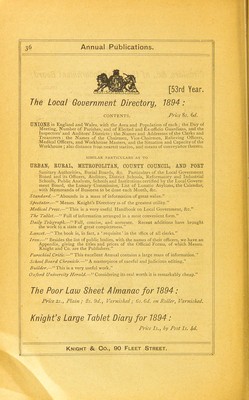 36 Annual Publications.
[53rd Year.
The Local Government Directory, 1894 :
CONTENTS. Price 8s. 6d.
UNIONS in England and Wales, with the Area and Population of each; the Day of
Meeting, Number of Parishes, and of Elected and Ex-officio Guardians, and the
Inspectors' and Auditors' Districts; the Names and Addresses of the Clerks and
Treasurers; the Names of the Chairmen, Vice-Chairmen, Relieving Officers,
Medical Officers, and Workhouse Masters, and the Situation and Capacity of the
Workhouse; also distance from nearest station, and means of conveyance thereto.
SIMILAR PARTICULARS AS TO
URBAN, RURAL, METROPOLITAN, COUNTY COUNCIL, AND PORT
Sanitary Authorities, Burial Boards, &c. Particulars of the Local Government
Board and its Officers, Auditors, District Schools, Reformatory and Industrial
Schools, Public Analysts, Schools and Institutions certified by the Local Govern-
ment Board, the Lunacy Commission, List of Lunatic Asylums, the Calendar,
with Memoranda of Business to be done each Month, &c.
Standard.—" Abounds in a mass of information of great value."
Spectator.—" Messrs. Knight's Directory is of the greatest utility."
Medical Press.—" This is a very useful Handbook on Local Government, &c."
The Tablet.—" Full of information arranged in a most convenient form."
Daily Telegraph.—" Full, concise, and accurate. Recent additions have brought
the work to a state of great completeness."
Lancet.—" The book is, in fact, a 'requisite' in the office of all clerks."
Iron.—" Besides the list of public bodies, with the names of their officers, we have an
Appendix, giving the titles and prices of the Official Forms, of which Messrs.
Knight and Co. are the Publishers."
Parochial Critic.—" This excellent Annual contains a large mass of information."
School Board Chronicle.—" A masterpiece of careful and judicious editing."
Builder.—" This is a very useful work."
Oxford University Herald.—" Considering its real worth it is remarkably cheap."
The Poor Law Sheet Almanac for 1894 :
Price 2s., Plain; 2s. 9d., Varnished; 6s. 6d. on Roller, Varnished.
Knight's Large Tablet Diary for 1894 :
Price 1s., by Post 1s. 4d.
KNIGHT & CO., 90 FLEET STREET.